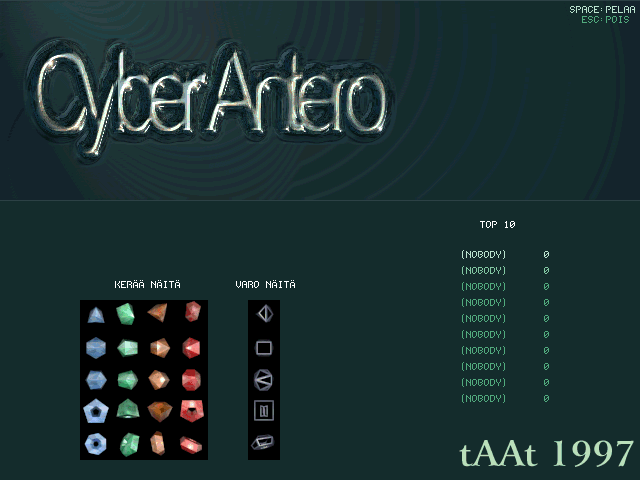 SPACE: PELAA
ESC: POIS
CyberAntero
TOP 10
(NOBODY) 0
(NOBODY) 0
(NOBODY) 0
(NOBODY) 0
(NOBODY) 0
(NOBODY) 0
(NOBODY) 0
(NOBODY) 0
(NOBODY) 0
(NOBODY) 0
KERÄÄ NÄITÄ
VARO NÄITÄ
tAAt 1997